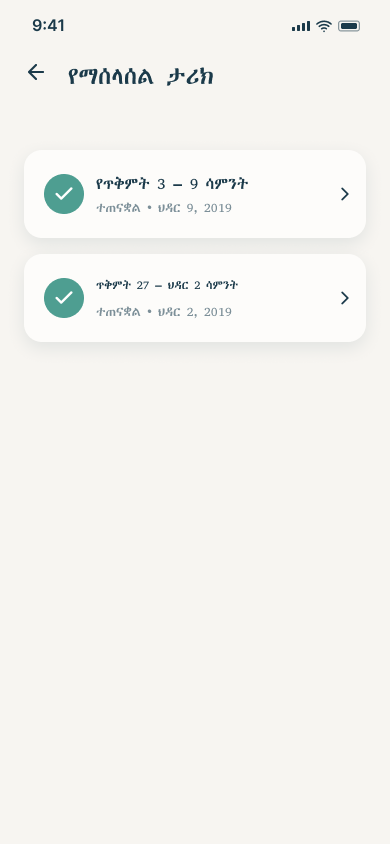 9:41
የማሰላሰል ታሪክ
የጥቅምት 3 – 9 ሳምንት
ተጠናቋል • ህዳር 9, 2019
ጥቅምት 27 – ህዳር 2 ሳምንት
ተጠናቋል • ህዳር 2, 2019